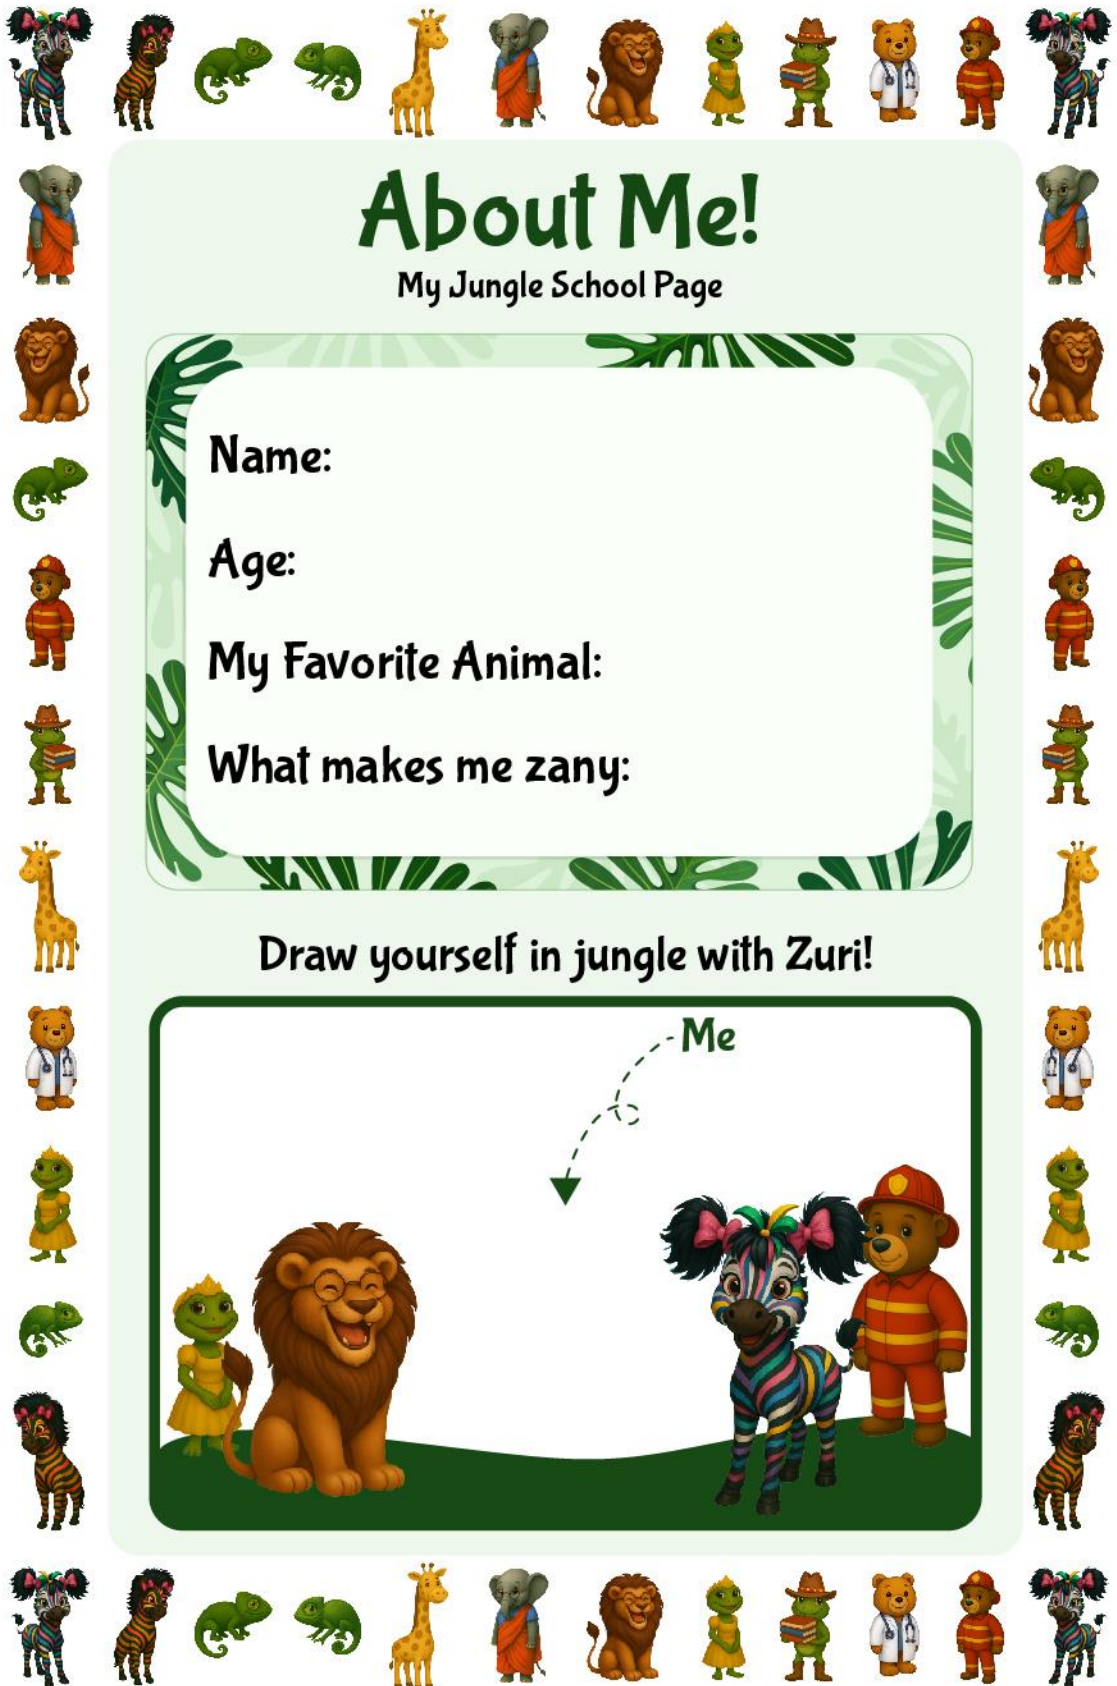 About Me!
My Jungle School Page
Name:
Age:
My Favorite Animal:
What makes me zany:
Draw yourself in jungle with Zuri!
Me